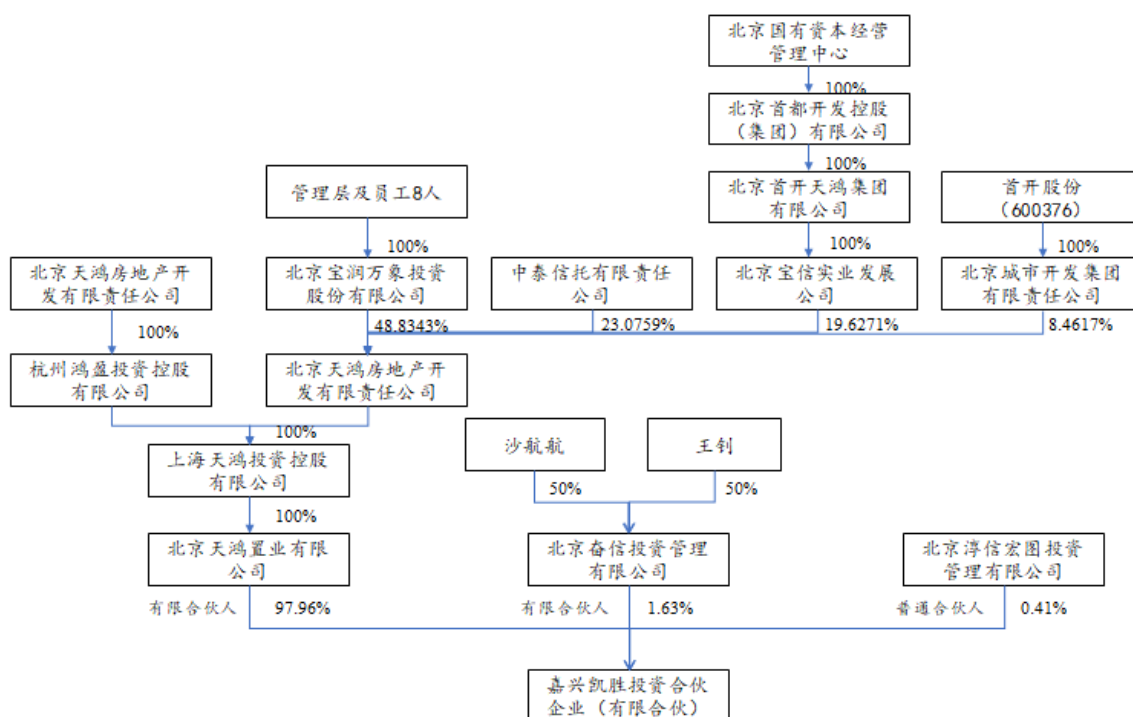 北京国有资本经营
管理中心
100%
北京首都开发控股
（集团）有限公司
100%
管理层及员工8人
北京首开天鸿集团
有限公司
首开股份
（600376）
100%
100%
100%
北京天鸿房地产开
发有限责任公司
北京宝润万象投资
股份有限公司
中泰信托有限责任
公司
北京宝信实业发展
公司
北京城市开发集团
有限责任公司
100%
48.8343%
23.0759%
19.6271%
8.4617%
杭州鸿盈投资控股
有限公司
北京天鸿房地产开
发有限责任公司
100%
上海天鸿投资控股
有限公司
沙航航
王钊
100%
50%
50%
北京天鸿置业有限
公司
北京奋信投资管理
有限公司
北京淳信宏图投资
管理有限公司
有限合伙人
97.96%
有限合伙人
1.63%
普通合伙人
0.41%
嘉兴凯胜投资合伙
企业（有限合伙）